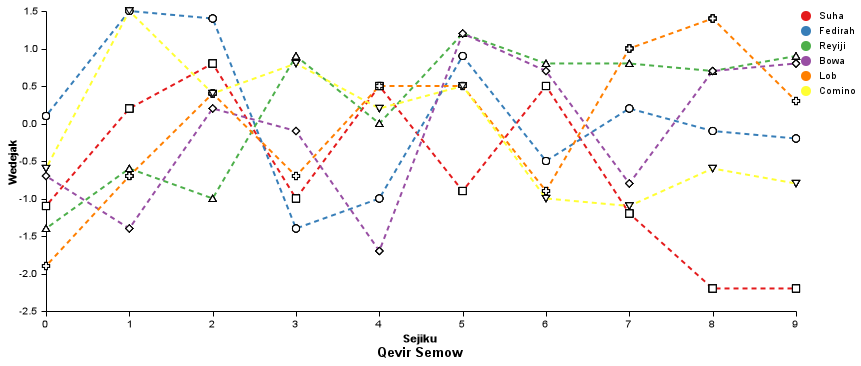 1.5
1.0
0.5
0.0
-0.5
-1.0
-1.5
-2.0
-2.5
Wedejak
0 1 2 3 4 5 6 7 8 9
Sejiku
Qevir Semow
Suha
Fedirah
Reyiji
Bowa
Lob
Comino